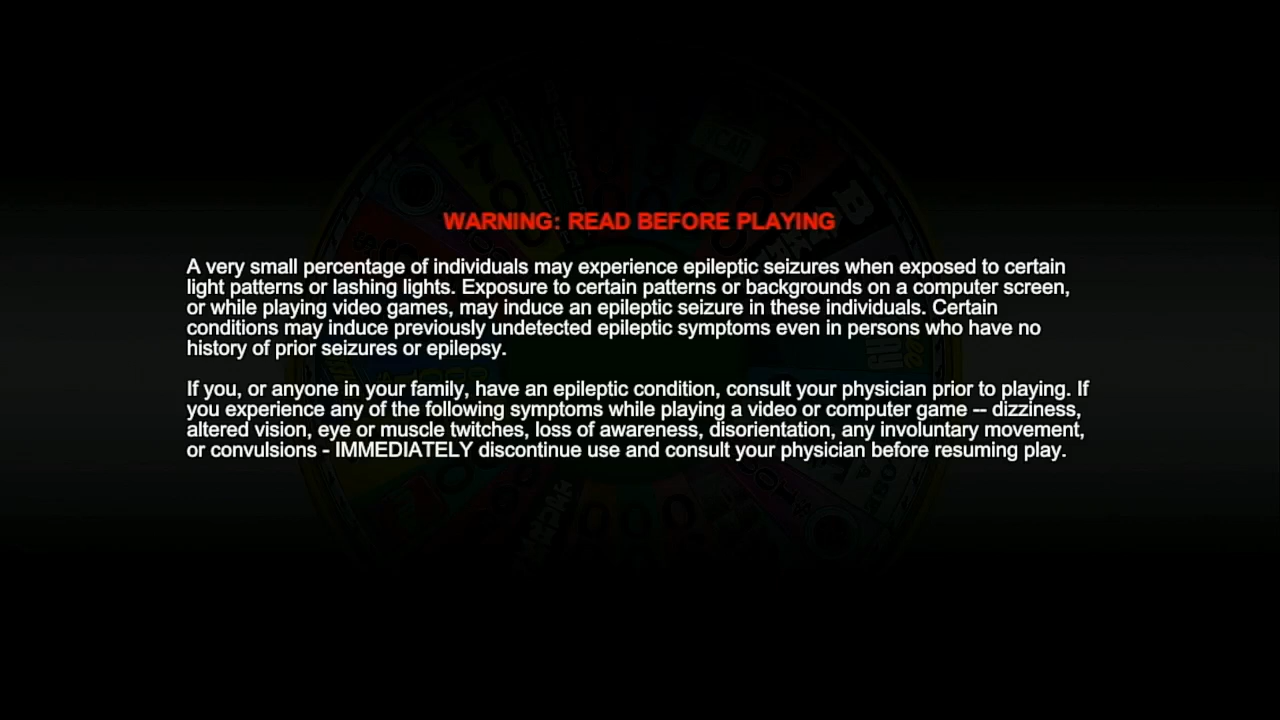 WARNING: READ BEFORE PLAYING
A very small percentage of individuals may experience epileptic seizures when exposed to certain
light patterns or lashing lights. Exposure to certain patterns or backgrounds on a computer screen,
or while playing video games, may induce an epileptic seizure in these individuals. Certain
conditions may induce previously undetected epileptic symptoms even in persons who have no
history of prior seizures or epilepsy.
If you, or anyone in your family, have an epileptic condition, consult your physician prior to playing. If
you experience any of the following symptoms while playing a video or computer game -- dizziness,
altered vision, eye or muscle twitches, loss of awareness, disorientation, any involuntary movement,
or convulsions - IMMEDIATELY discontinue use and consult your physician before resuming play.